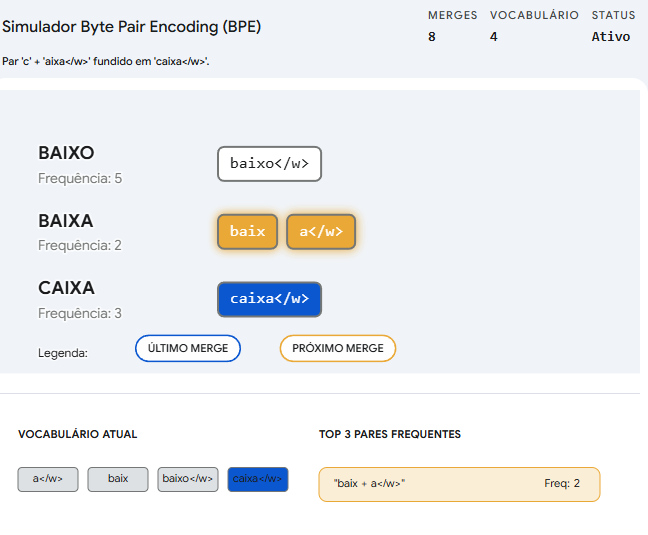 Simulador Byte Pair Encoding (BPE)
MERGES VOCABULÁRIO STATUS
8 4 Ativo
Par 'c' + 'aixa</w>' fundido em 'caixa</w>'.
BAIXO
baixo</w>
Frequência: 5
BAIXA
baix a</w>
Frequência: 2
CAIXA
caixa</w>
Frequência: 3
Legenda: ÚLTIMO MERGE PRÓXIMO MERGE
VOCABULÁRIO ATUAL
a</w> baix baixo</w> caixa</w>
TOP 3 PARES FREQUENTES
"baix + a</w>" Freq: 2